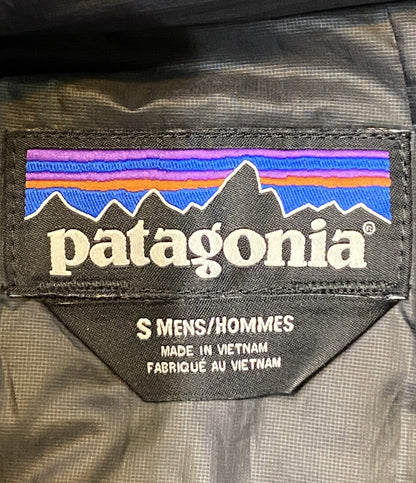 patagonia®
S MENS/HOMMES
MADE IN VIETNAM
FABRIQUÉ AU VIETNAM